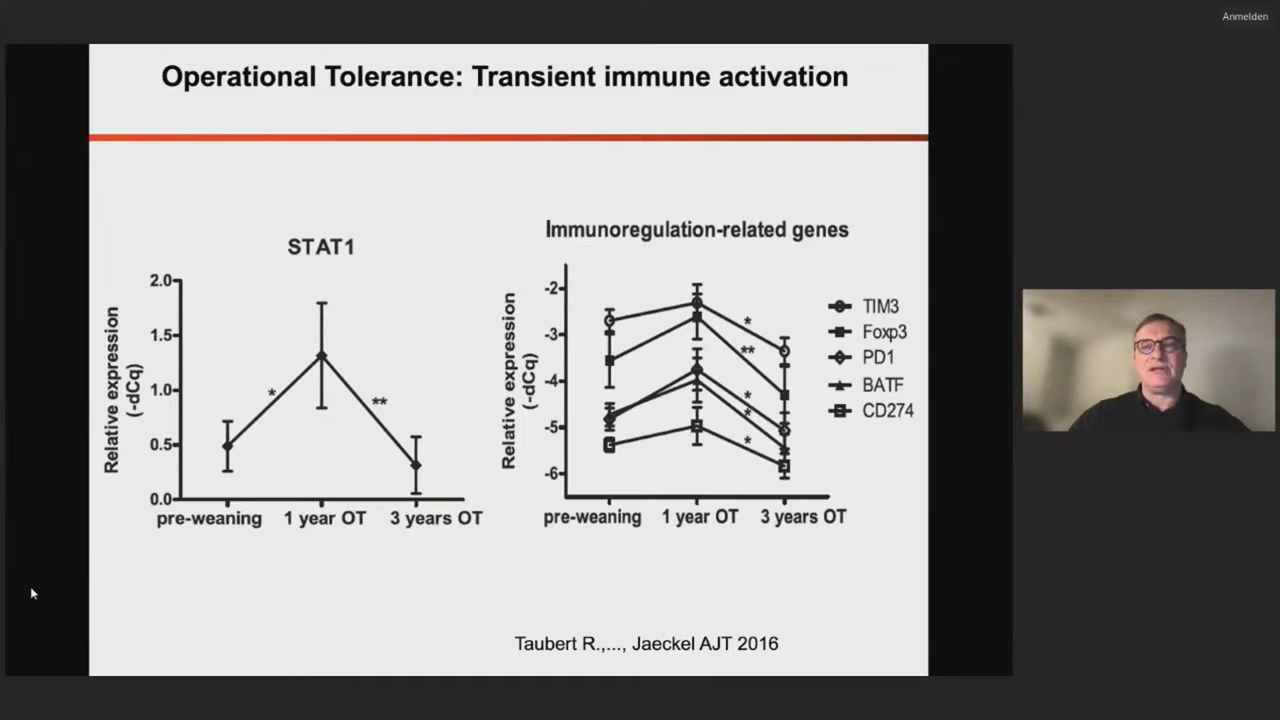 Anmelden
Operational Tolerance: Transient immune activation
STAT1
Relative expression
(-dCq)
2.0
1.5
1.0
0.5
0.0
*
**
pre-weaning 1 year OT 3 years OT
Immunoregulation-related genes
Relative expression
(-dCq)
-2
-3
-4
-5
-6
*
**
*
*
*
pre-weaning 1 year OT 3 years OT
TIM3
Foxp3
PD1
BATF
CD274
Taubert R.,..., Jaeckel AJT 2016